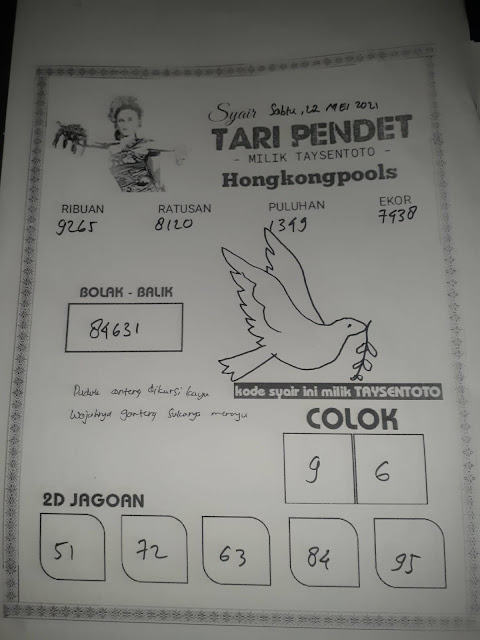 Syair Sabtu, 22 MEI 2021
TARI PENDET
- MILIK TAYSENTOTO -
Hongkongpools
RIBUAN RATUSAN PULUHAN EKOR
9265 8120 1349 7438
BOLAK - BALIK
84631
Duduk anteng dikursi kayu
Wajahnya ganteng Sukanya merayu
kode syair ini milik TAYSENTOTO
COLOK
9 6
2D JAGOAN
51 72 63 84 95